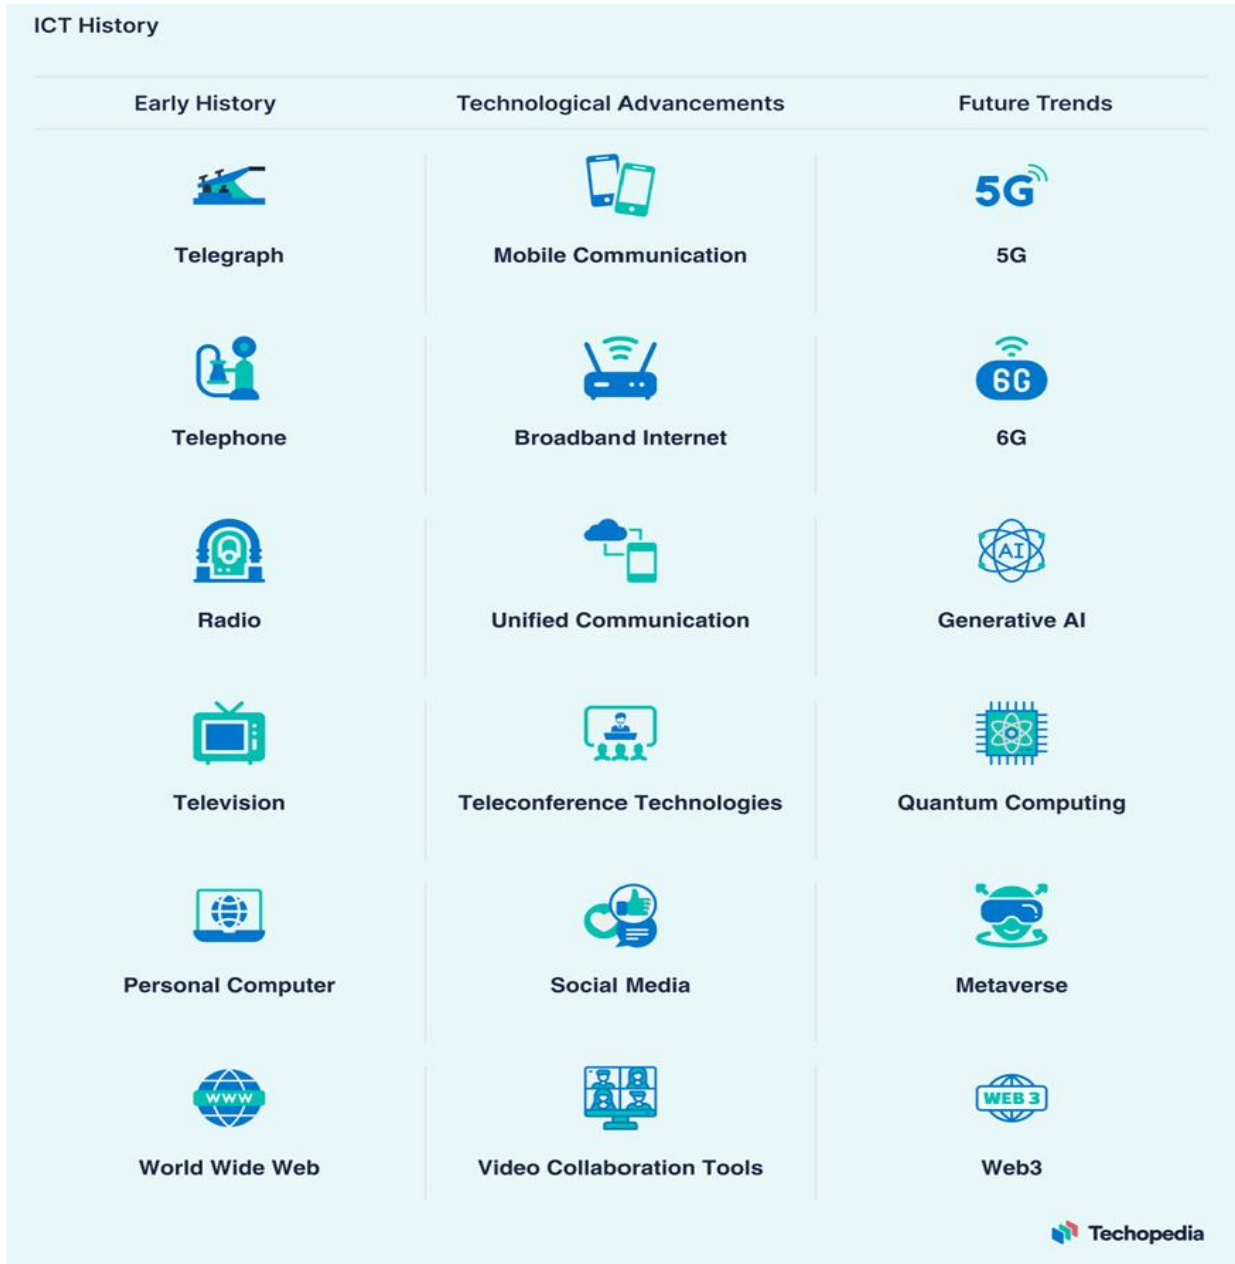 ICT History
Early History Technological Advancements Future Trends
5G
Telegraph Mobile Communication 5G
6G
Telephone Broadband Internet 6G
AI
Radio Unified Communication Generative AI
Television Teleconference Technologies Quantum Computing
Personal Computer Social Media Metaverse
WWW WEB 3
World Wide Web Video Collaboration Tools Web3
Techopedia